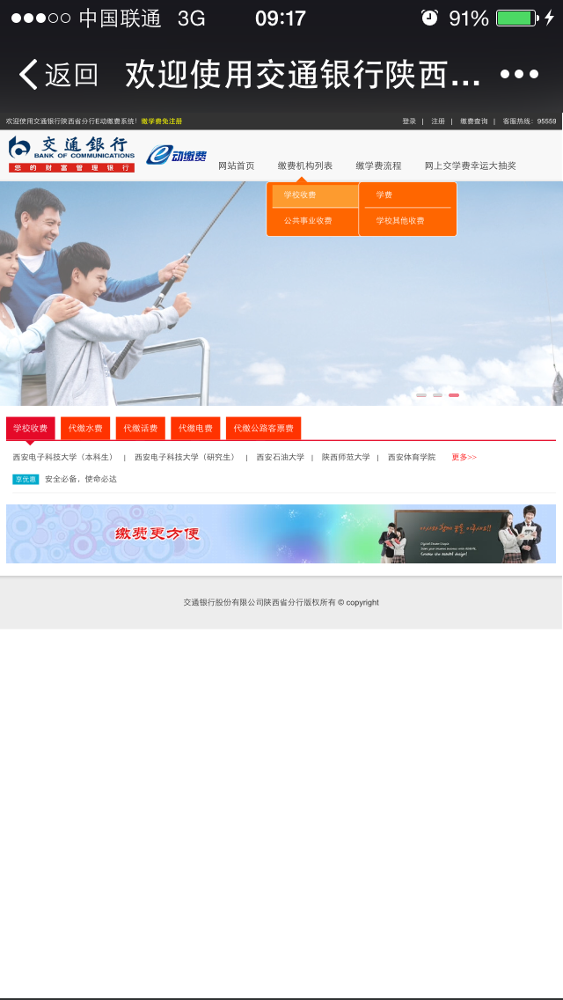 中国联通 3G 09:17 91%
返回 欢迎使用交通银行陕西...
欢迎使用交通银行陕西省分行E动缴费系统！缴学费免注册 登录 | 注册 | 缴费查询 | 客服热线：95559
交通銀行
BANK OF COMMUNICATIONS
您的财富管理银行
e动缴费
网站首页 缴费机构列表 缴学费流程 网上交学费幸运大抽奖
学校收费 学费
公共事业收费 学校其他收费
学校收费 代缴水费 代缴话费 代缴电费 代缴公路客票费
西安电子科技大学（本科生） | 西安电子科技大学（研究生） | 西安石油大学 | 陕西师范大学 | 西安体育学院 更多>>
享优惠 安全必备，使命必达
缴费更方便
交通银行股份有限公司陕西省分行版权所有 © copyright